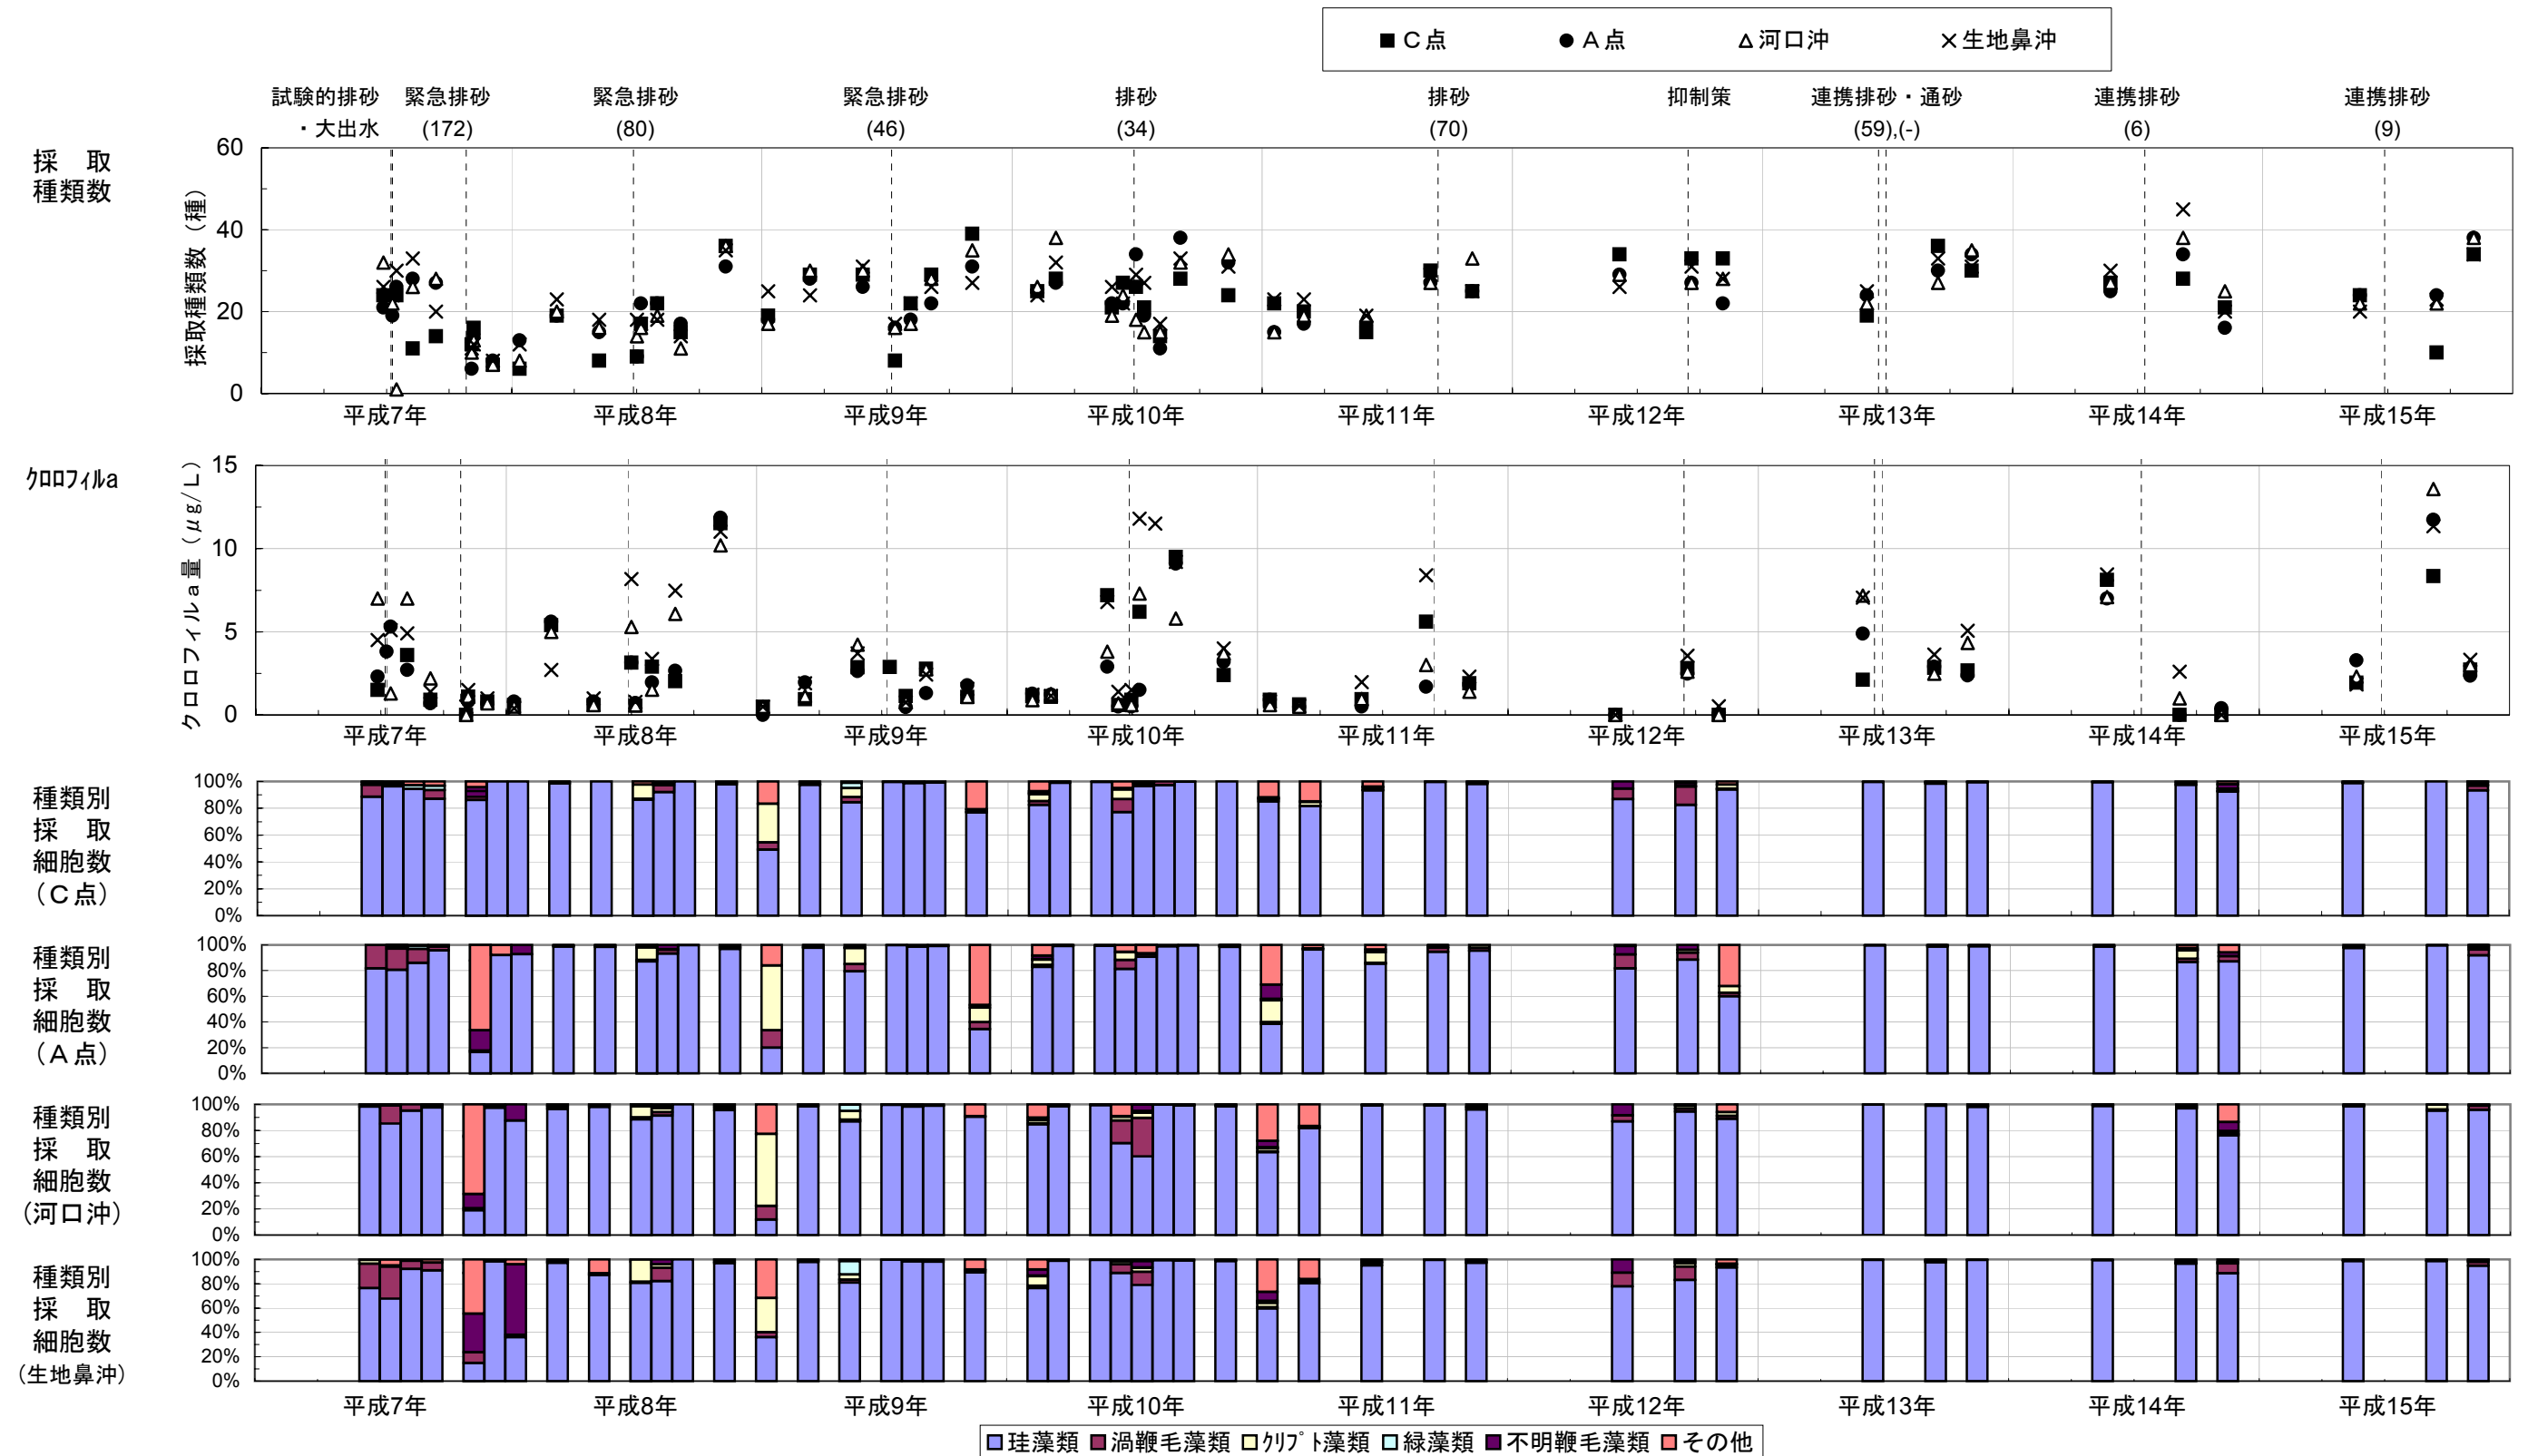 ■C点 ●A点 △河口沖 ×生地鼻沖
試験的排砂 緊急排砂 緊急排砂 緊急排砂 排砂 排砂 抑制策 連携排砂・通砂 連携排砂 連携排砂
・大出水 (172) (80) (46) (34) (70) (59),(-) (6) (9)
採 取
種類数
採取種類数（種）
60
40
20
0
平成7年 平成8年 平成9年 平成10年 平成11年 平成12年 平成13年 平成14年 平成15年
ｸﾛﾛﾌｨﾙa
クロロフィルａ量（μg/L）
15
10
5
0
平成7年 平成8年 平成9年 平成10年 平成11年 平成12年 平成13年 平成14年 平成15年
種類別
採 取
細胞数
（C点）
100%
80%
60%
40%
20%
0%
種類別
採 取
細胞数
（A点）
100%
80%
60%
40%
20%
0%
種類別
採 取
細胞数
（河口沖）
100%
80%
60%
40%
20%
0%
種類別
採 取
細胞数
（生地鼻沖）
100%
80%
60%
40%
20%
0%
平成7年 平成8年 平成9年 平成10年 平成11年 平成12年 平成13年 平成14年 平成15年
珪藻類 渦鞭毛藻類 ｸﾘﾌﾟﾄ藻類 緑藻類 不明鞭毛藻類 その他